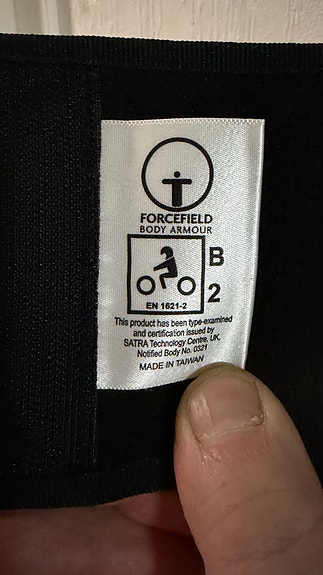 FORCEFIELD
BODY ARMOUR
B
2
EN 1621-2
This product has been type-examined
and certification issued by
SATRA Technology Centre, UK,
Notified Body No. 0321
MADE IN TAIWAN